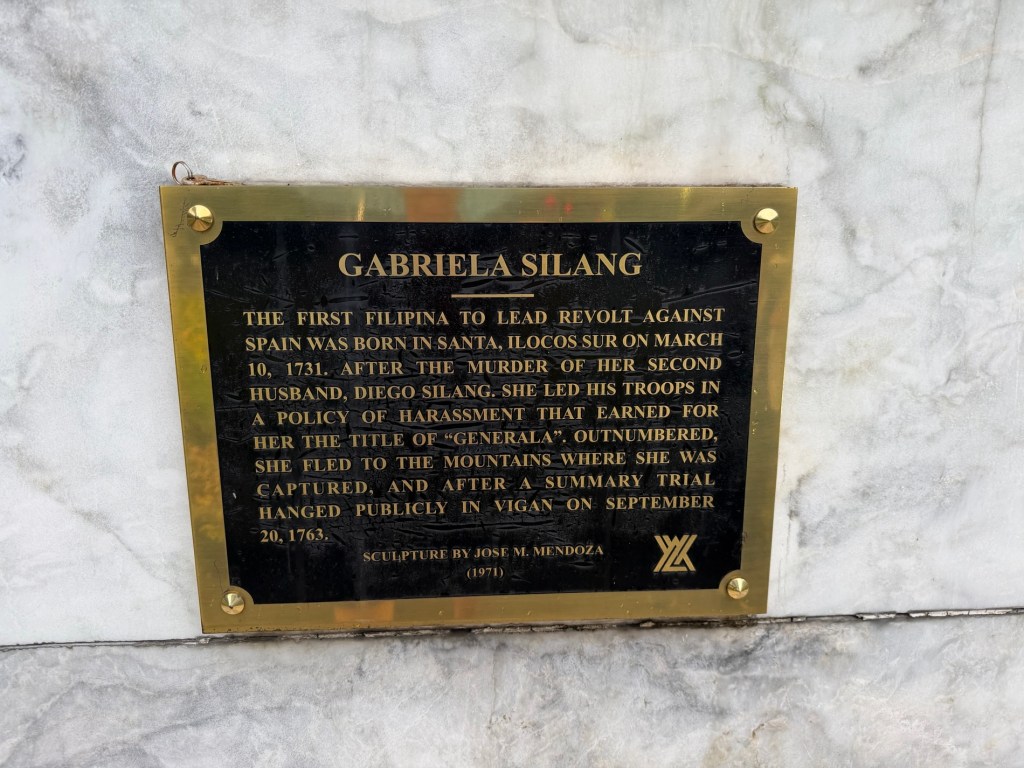 GABRIELA SILANG
THE FIRST FILIPINA TO LEAD REVOLT AGAINST
SPAIN WAS BORN IN SANTA, ILOCOS SUR ON MARCH
10, 1731. AFTER THE MURDER OF HER SECOND
HUSBAND, DIEGO SILANG. SHE LED HIS TROOPS IN
A POLICY OF HARASSMENT THAT EARNED FOR
HER THE TITLE OF “GENERALA”. OUTNUMBERED,
SHE FLED TO THE MOUNTAINS WHERE SHE WAS
CAPTURED, AND AFTER A SUMMARY TRIAL
HANGED PUBLICLY IN VIGAN ON SEPTEMBER
20, 1763.
SCULPTURE BY JOSE M. MENDOZA
(1971)